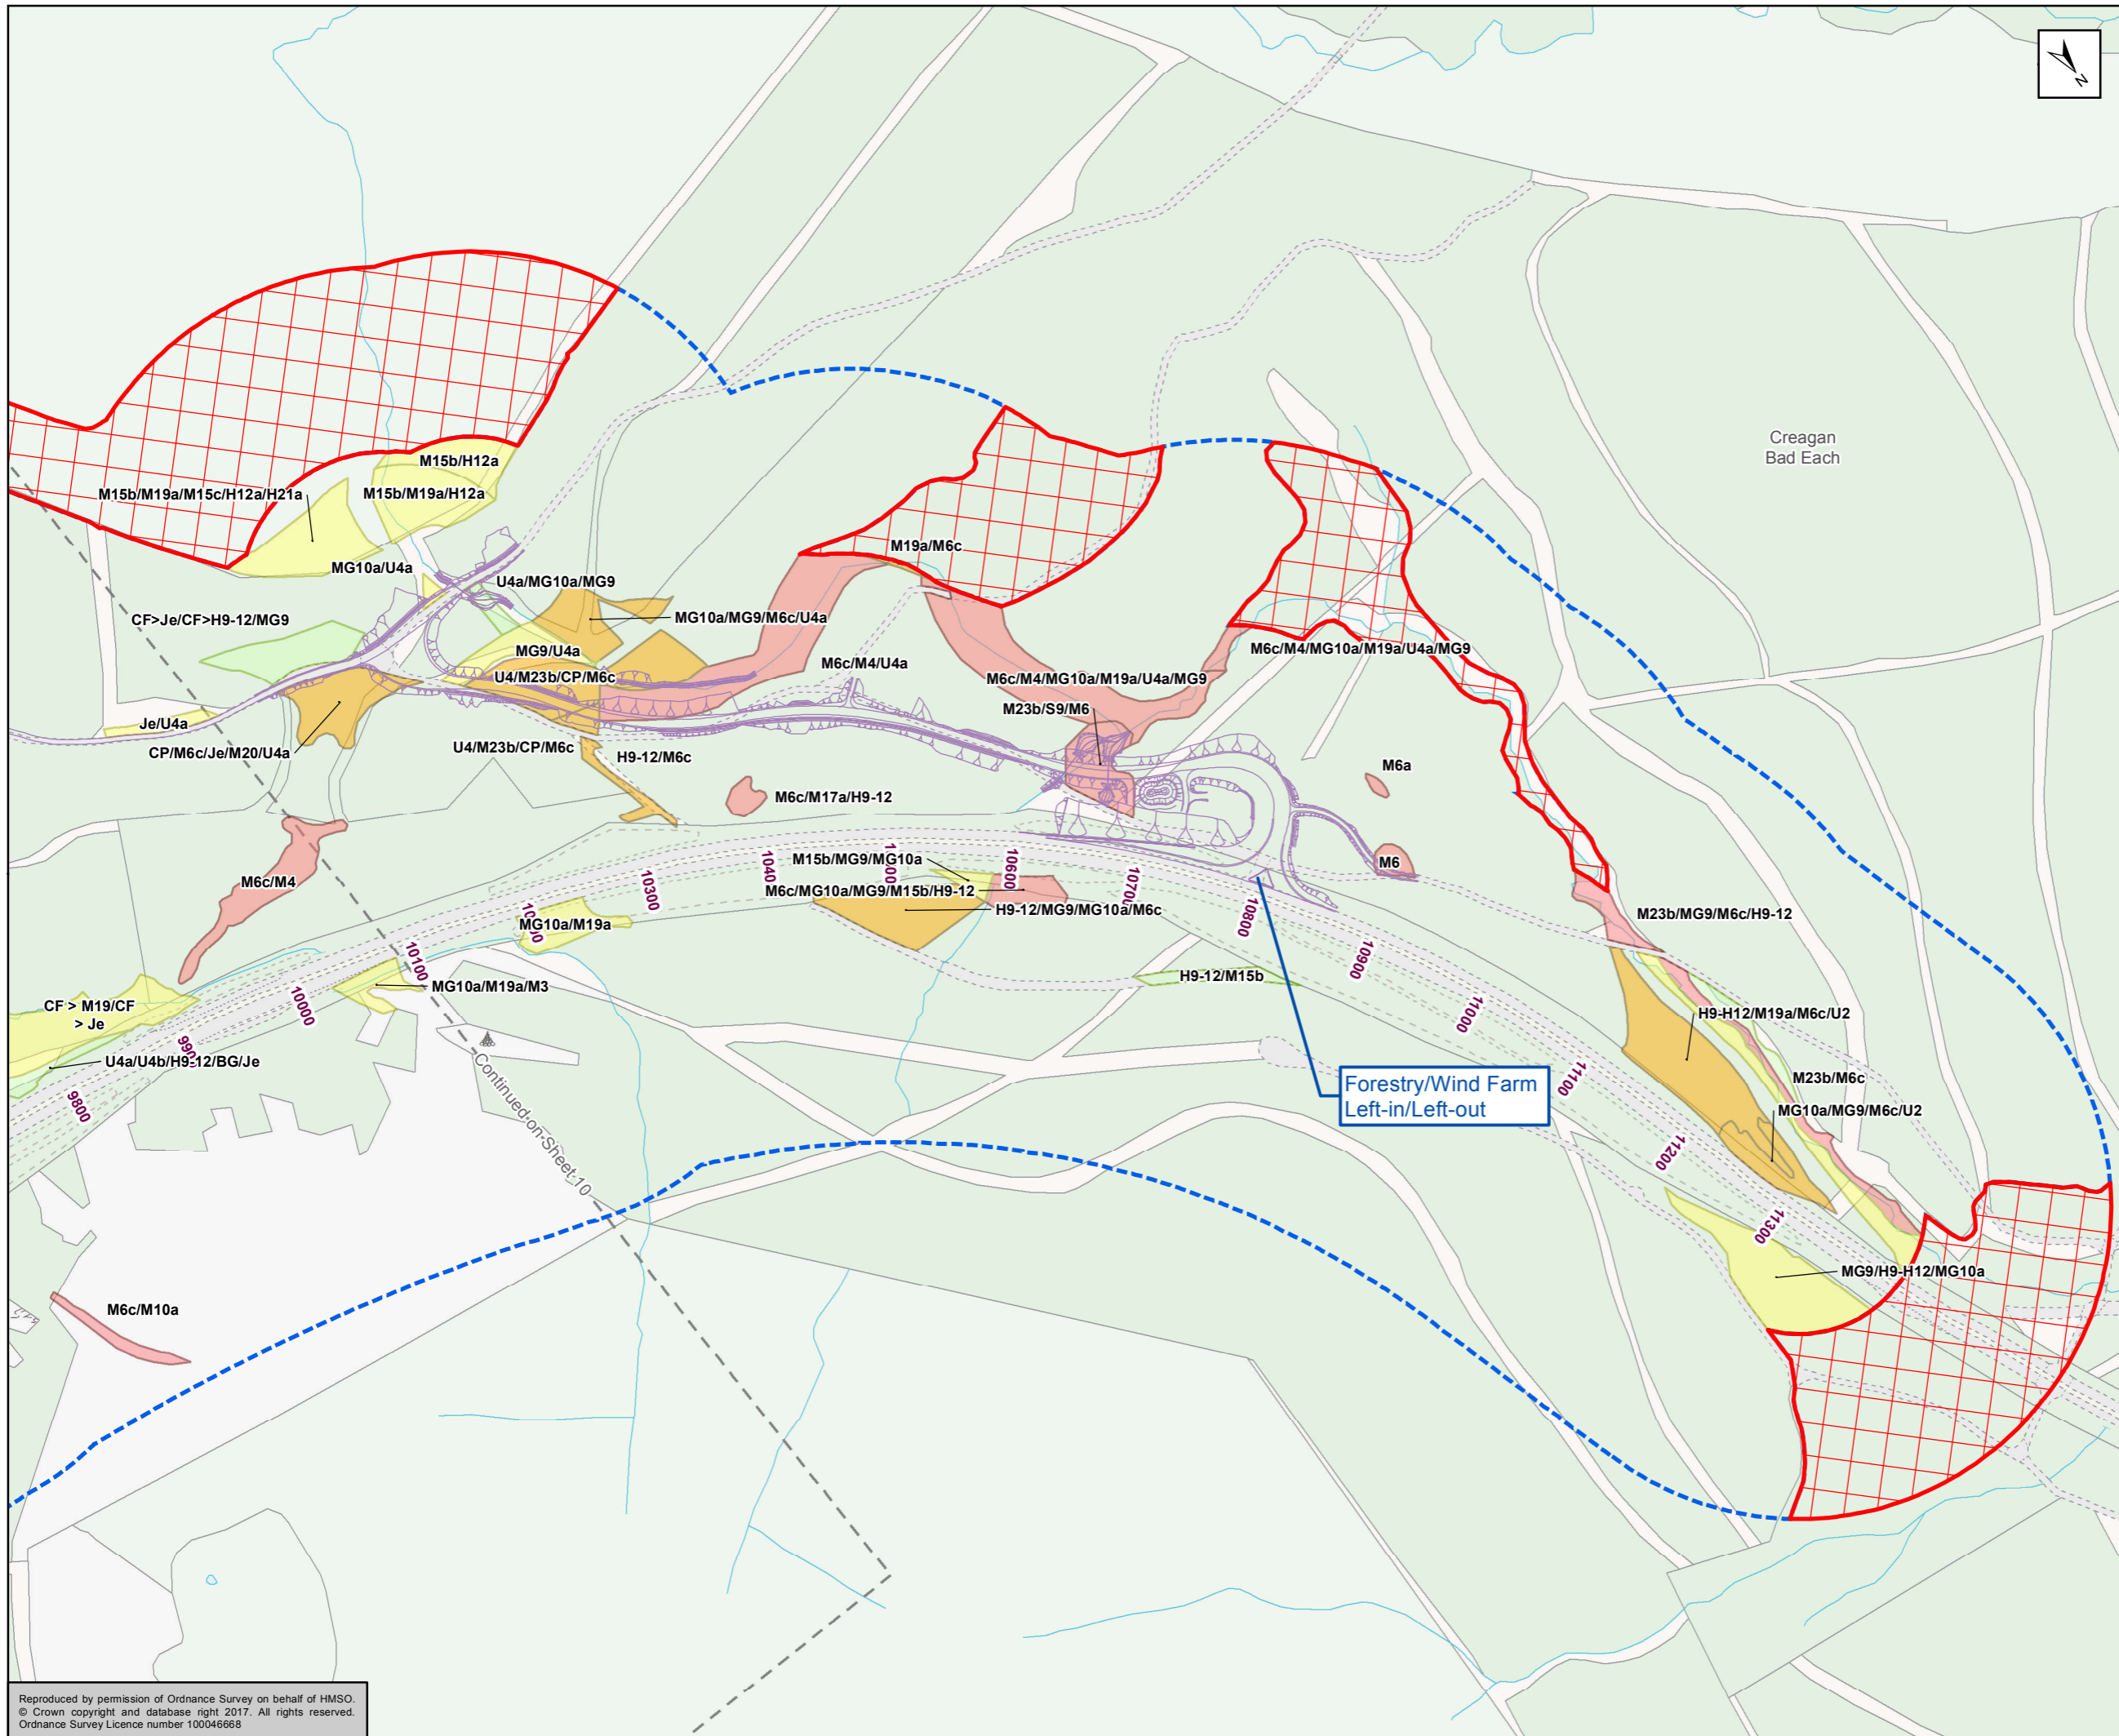 N
Creagan
Bad Each
M15b/H12a
M15b/M19a/M15c/H12a/H21a
M15b/M19a/H12a
M19a/M6c
MG10a/U4a
U4a/MG10a/MG9
CF>Je/CF>H9-12/MG9
MG10a/MG9/M6c/U4a
MG9/U4a
M6c/M4/MG10a/M19a/U4a/MG9
M6c/M4/U4a
U4/M23b/CP/M6c
M6c/M4/MG10a/M19a/U4a/MG9
M23b/S9/M6
Je/U4a
CP/M6c/Je/M20/U4a
U4/M23b/CP/M6c
H9-12/M6c
M6a
M6c/M17a/H9-12
M15b/MG9/MG10a
M6
M6c/M4
M6c/MG10a/MG9/M15b/H9-12
H9-12/MG9/MG10a/M6c
MG10a/M19a
M23b/MG9/M6c/H9-12
H9-12/M15b
MG10a/M19a/M3
CF > M19/CF
> Je
H9-H12/M19a/M6c/U2
U4a/U4b/H9-12/BG/Je
M23b/M6c
MG10a/MG9/M6c/U2
Forestry/Wind Farm
Left-in/Left-out
9800
10000
10100
10300
10600
10800
10900
11000
11100
11200
11300
Continued on Sheet 10
MG9/H9-H12/MG10a
M6c/M10a
Reproduced by permission of Ordnance Survey on behalf of HMSO.
© Crown copyright and database right 2017. All rights reserved.
Ordnance Survey Licence number 100046668